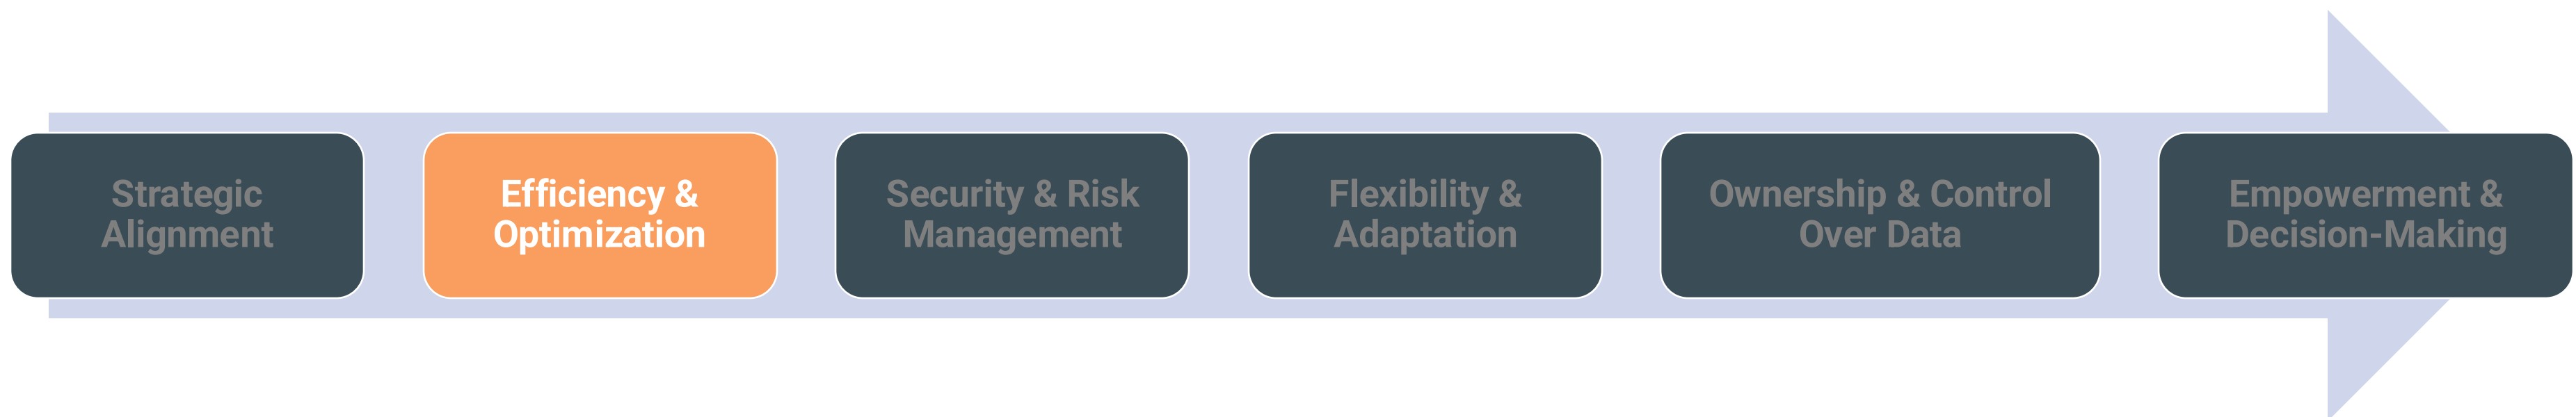 Strategic
Alignment
Efficiency &
Optimization
Security & Risk
Management
Flexibility &
Adaptation
Ownership & Control
Over Data
Empowerment &
Decision-Making